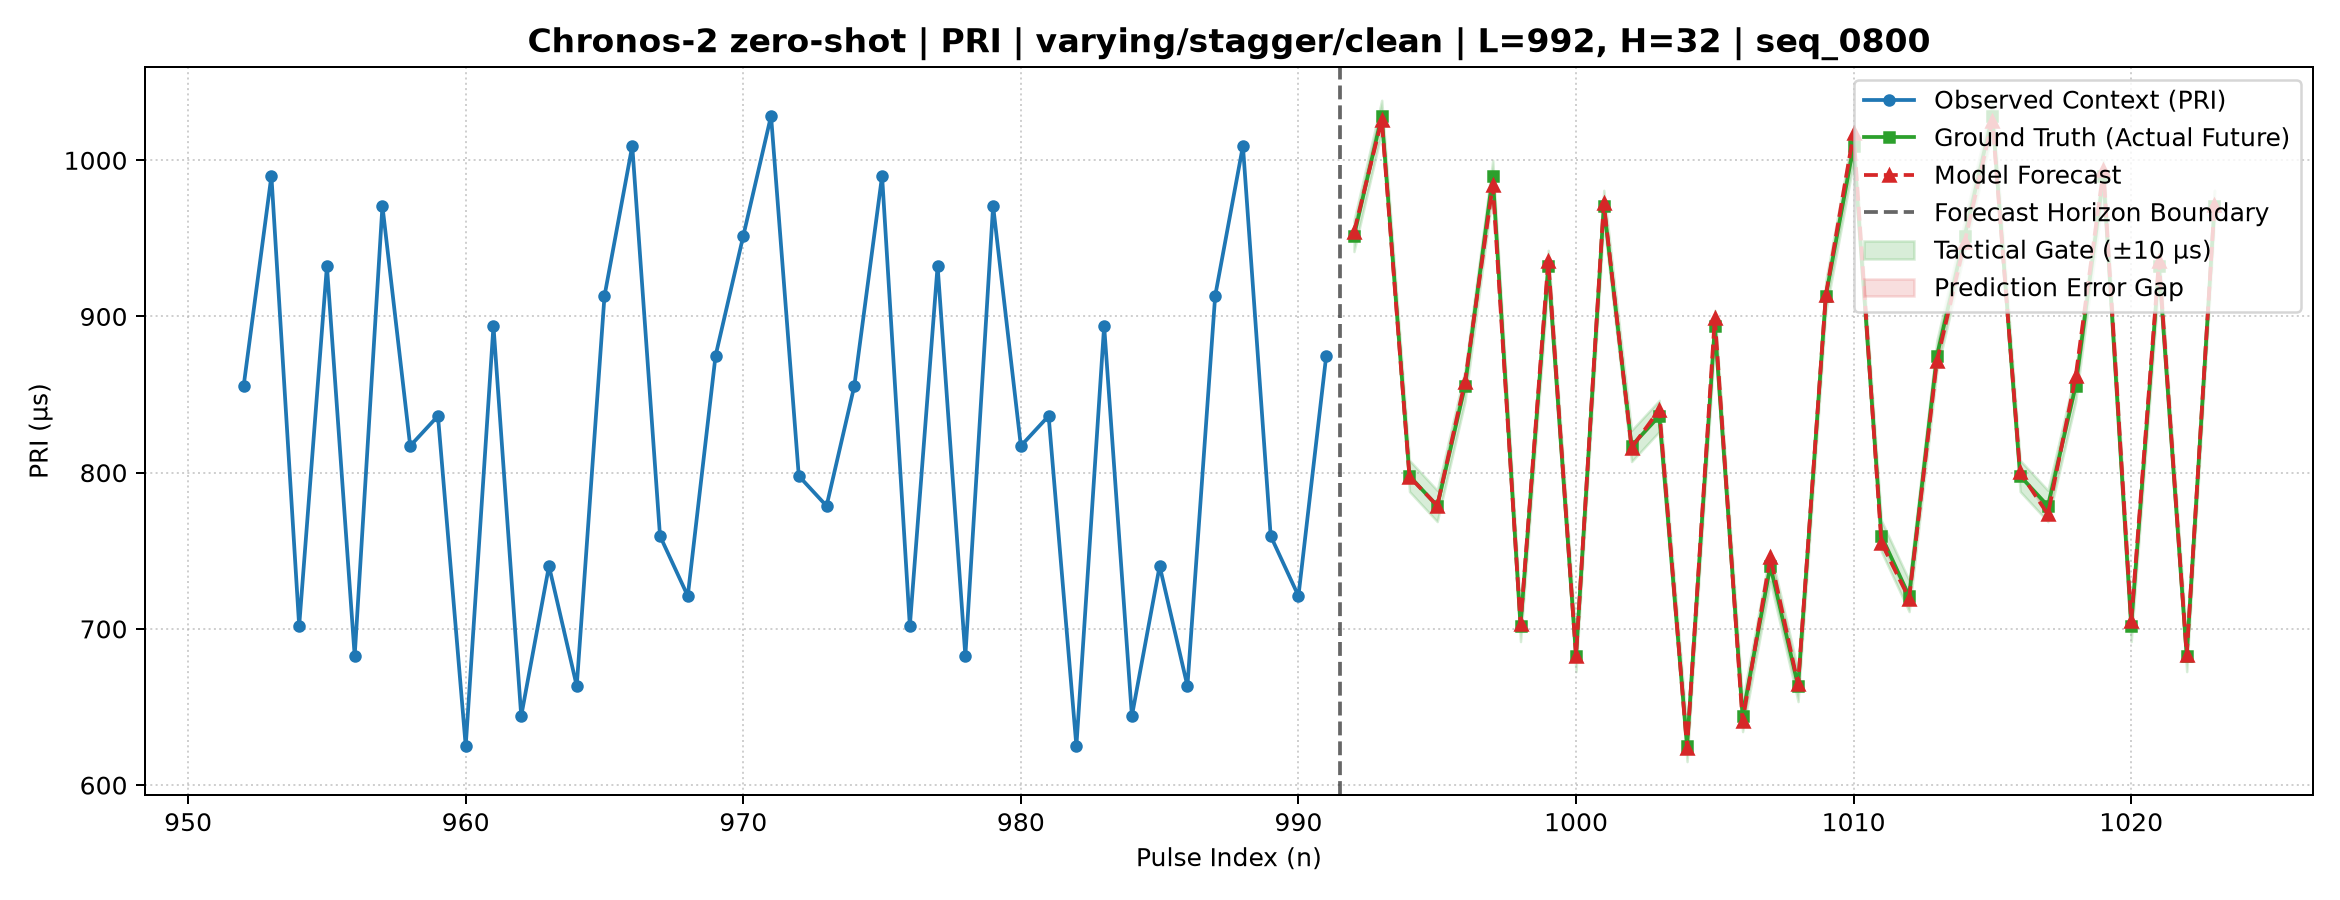 Chronos-2 zero-shot | PRI | varying/stagger/clean | L=992, H=32 | seq_0800
Observed Context (PRI)
Ground Truth (Actual Future)
Model Forecast
Forecast Horizon Boundary
Tactical Gate (±10 µs)
Prediction Error Gap
PRI (µs)
1000
900
800
700
600
950 960 970 980 990 1000 1010 1020
Pulse Index (n)